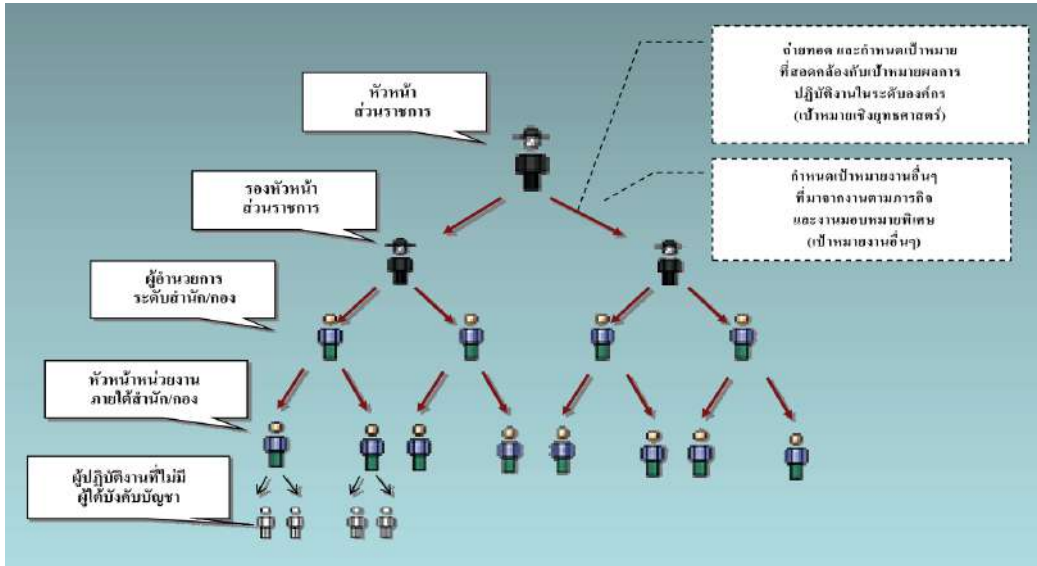 หัวหน้า
ส่วนราชการ
ถ่ายทอด และกำหนดเป้าหมาย
ที่สอดคล้องกับเป้าหมายผลการ
ปฏิบัติงานในระดับองค์กร
(เป้าหมายเชิงยุทธศาสตร์)
กำหนดเป้าหมายงานอื่นๆ
ที่มาจากงานตามภารกิจ
และงานมอบหมายพิเศษ
(เป้าหมายงานอื่นๆ)
รองหัวหน้า
ส่วนราชการ
ผู้อำนวยการ
ระดับสำนัก/กอง
หัวหน้าหน่วยงาน
ภายใต้สำนัก/กอง
ผู้ปฏิบัติงานที่ไม่มี
ผู้ใต้บังคับบัญชา